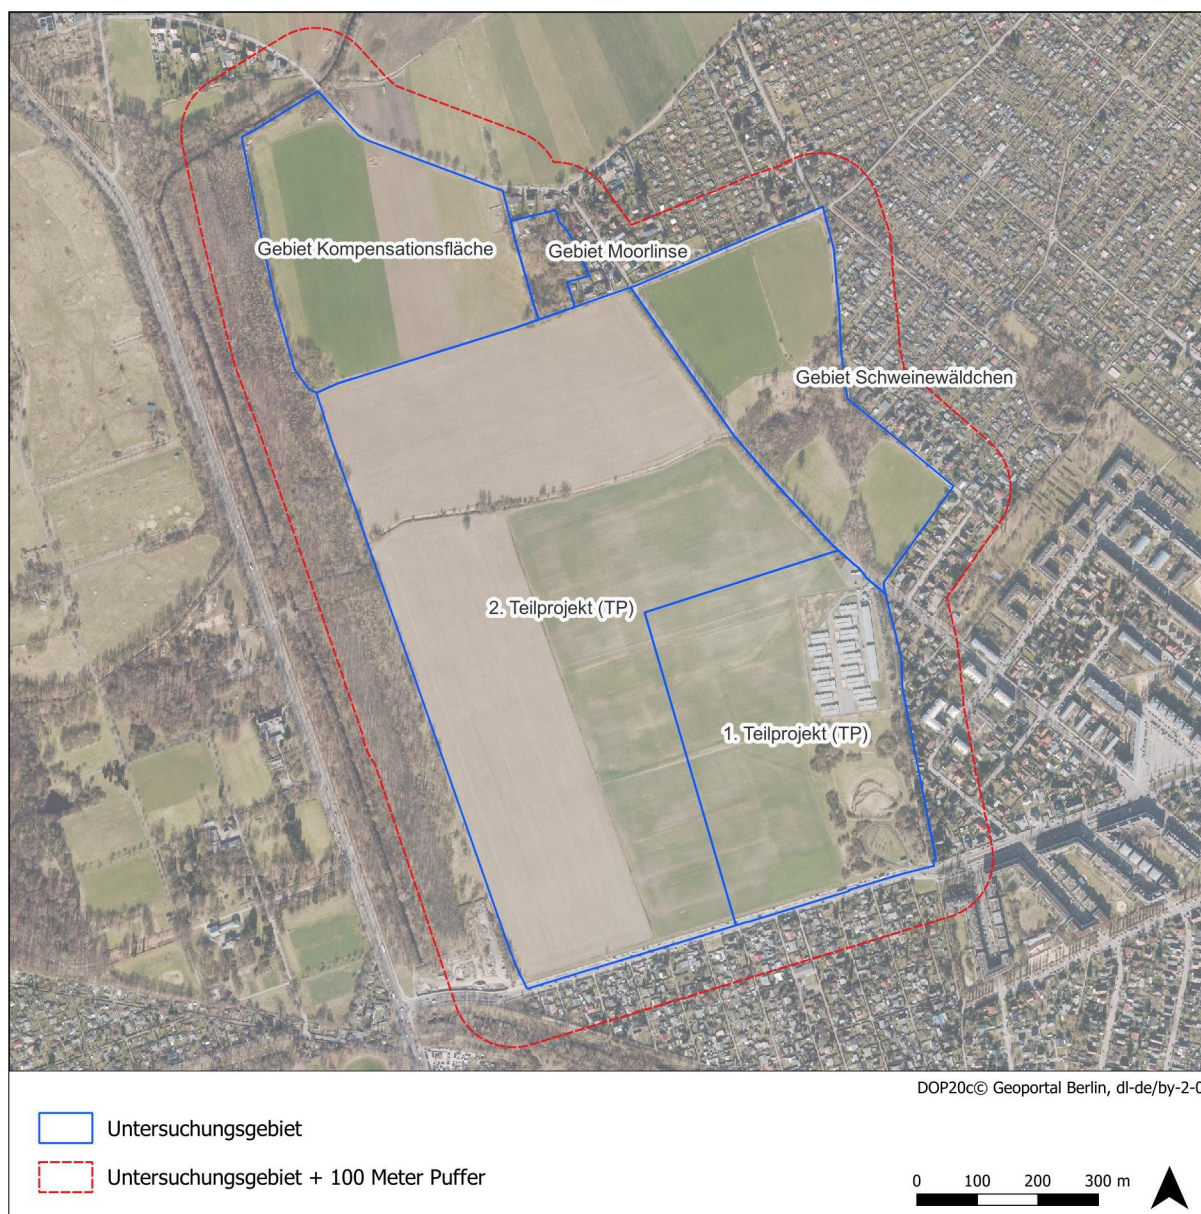 Gebiet Kompensationsfläche
Gebiet Moorlinse
Gebiet Schweinewäldchen
2. Teilprojekt (TP)
1. Teilprojekt (TP)
DOP20c© Geoportal Berlin, dl-de/by-2-0
Untersuchungsgebiet
Untersuchungsgebiet + 100 Meter Puffer
0 100 200 300 m